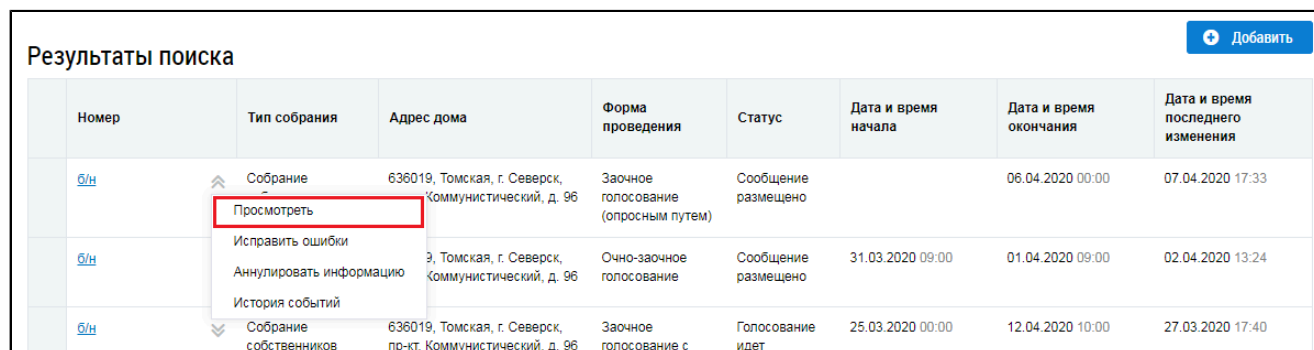 Добавить
Результаты поиска
Номер
Тип собрания
Адрес дома
Форма проведения
Статус
Дата и время начала
Дата и время окончания
Дата и время последнего изменения
б/н
Собрание
636019, Томская, г. Северск,
Коммунистический, д. 96
Заочное
голосование
(опросным путем)
Сообщение
размещено
06.04.2020 00:00
07.04.2020 17:33
Просмотреть
Исправить ошибки
Аннулировать информацию
История событий
б/н
9, Томская, г. Северск,
Коммунистический, д. 96
Очно-заочное
голосование
Сообщение
размещено
31.03.2020 09:00
01.04.2020 09:00
02.04.2020 13:24
б/н
Собрание
собственников
636019, Томская, г. Северск,
пр-кт. Коммунистический, д. 96
Заочное
голосование с
Голосование
идет
25.03.2020 00:00
12.04.2020 10:00
27.03.2020 17:40